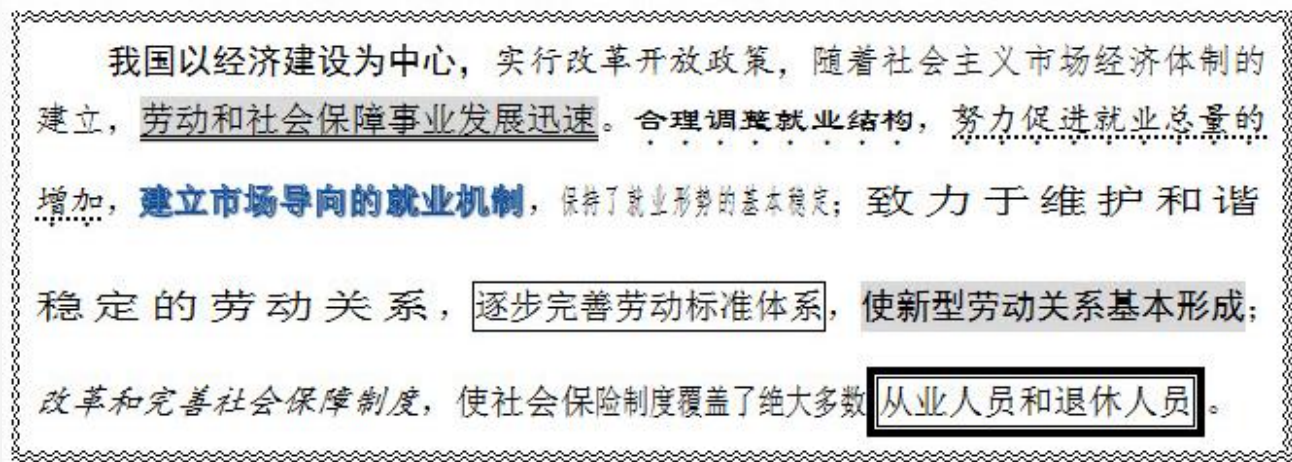 我国以经济建设为中心，实行改革开放政策，随着社会主义市场经济体制的
建立，劳动和社会保障事业发展迅速。合理调整就业结构，努力促进就业总量的
增加，建立市场导向的就业机制，保持了就业形势的基本稳定；致力于维护和谐
稳定的劳动关系，逐步完善劳动标准体系，使新型劳动关系基本形成；
改革和完善社会保障制度，使社会保险制度覆盖了绝大多数从业人员和退休人员。